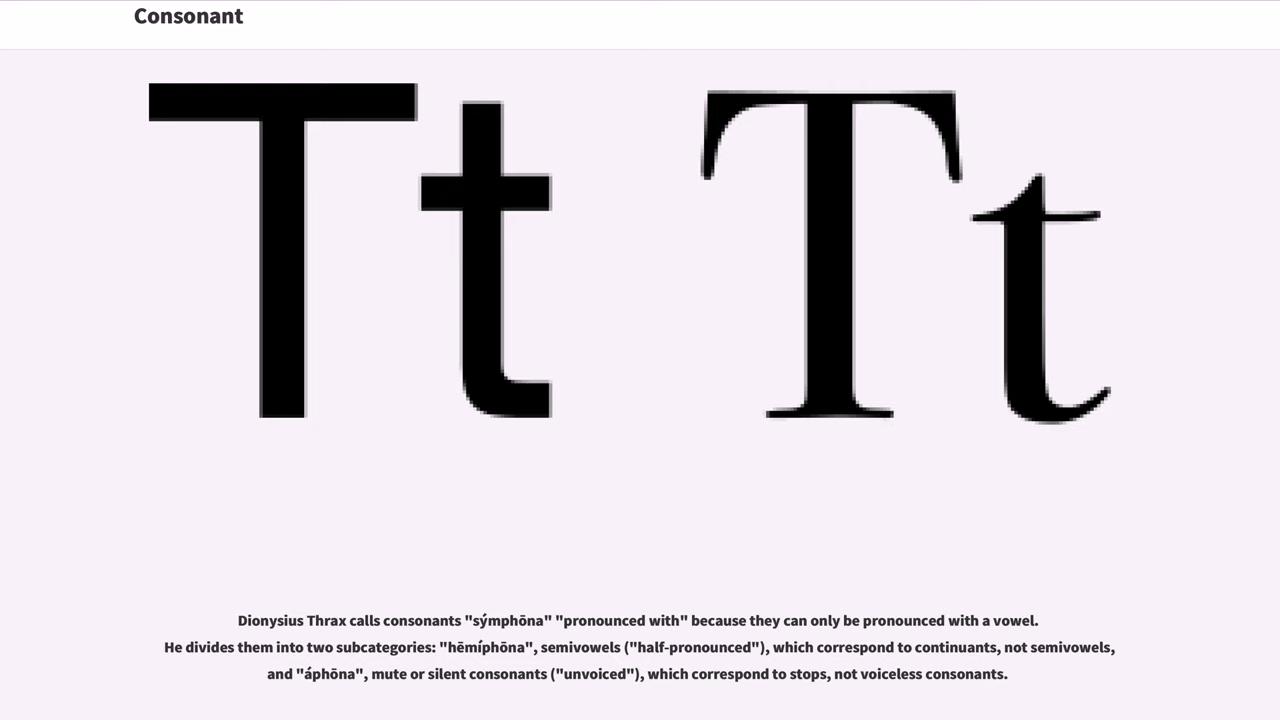 Consonant
Tt Tt
Dionysius Thrax calls consonants "sýmphōna" "pronounced with" because they can only be pronounced with a vowel.
He divides them into two subcategories: "hēmíphōna", semivowels ("half-pronounced"), which correspond to continuants, not semivowels,
and "áphōna", mute or silent consonants ("unvoiced"), which correspond to stops, not voiceless consonants.